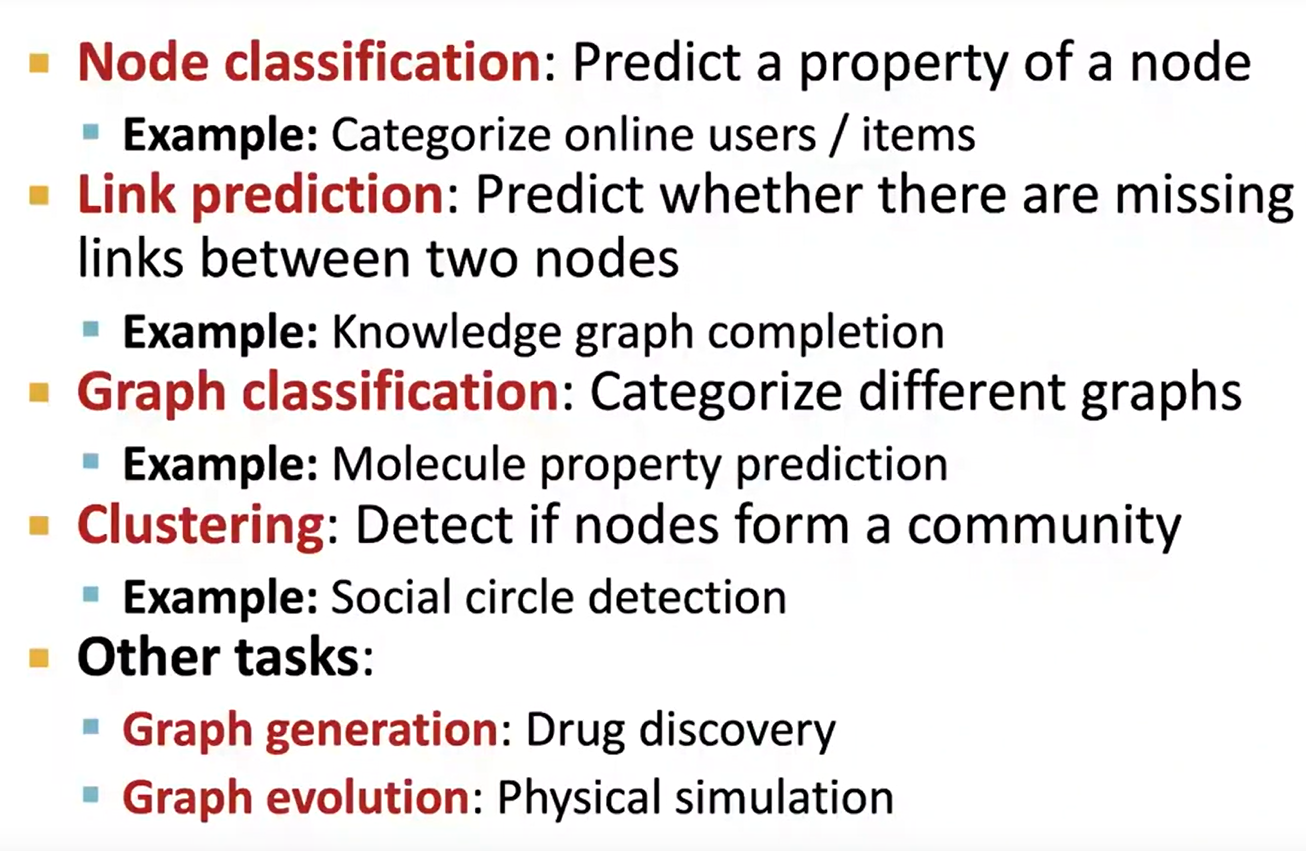 Node classification: Predict a property of a node
Example: Categorize online users / items
Link prediction: Predict whether there are missing
links between two nodes
Example: Knowledge graph completion
Graph classification: Categorize different graphs
Example: Molecule property prediction
Clustering: Detect if nodes form a community
Example: Social circle detection
Other tasks:
Graph generation: Drug discovery
Graph evolution: Physical simulation